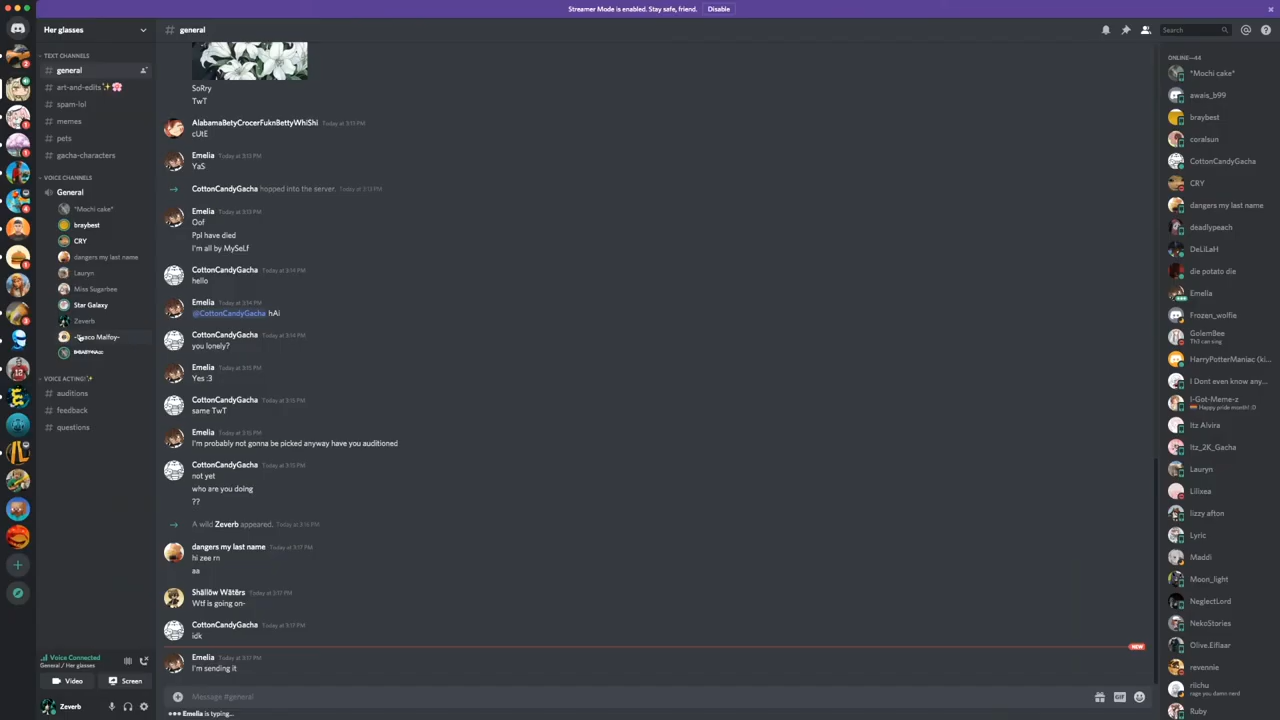 Streamer Mode is enabled. Stay safe, friend. Disable
Her glasses
general
Search
TEXT CHANNELS
general
art-and-edits✨🌸
spam-lol
memes
pets
gacha-characters
VOICE CHANNELS
General
*Mochi cake*
braybest
CRY
dangers my last name
Lauryn
Miss Sugarbee
Star Galaxy
Zeverb
VOICE ACTING!✨
auditions
feedback
questions
Voice Connected
General / Her glasses
Video
Screen
Zeverb
SoRry
TwT
AlabamaBetyCrocerFuknBettyWhiShi Today at 3:13 PM
cUtE
Emelia Today at 3:13 PM
YaS
CottonCandyGacha hopped into the server. Today at 3:13 PM
Emelia Today at 3:13 PM
Oof
Ppl have died
I'm all by MySeLf
CottonCandyGacha Today at 3:14 PM
hello
Emelia Today at 3:14 PM
@CottonCandyGacha hAi
CottonCandyGacha Today at 3:14 PM
you lonely?
Emelia Today at 3:15 PM
Yes :3
CottonCandyGacha Today at 3:15 PM
same TwT
Emelia Today at 3:15 PM
I'm probably not gonna be picked anyway have you auditioned
CottonCandyGacha Today at 3:15 PM
not yet
who are you doing
??
A wild Zeverb appeared. Today at 3:16 PM
dangers my last name Today at 3:17 PM
hi zee rn
aa
Shällöw Wätérs Today at 3:17 PM
Wtf is going on-
CottonCandyGacha Today at 3:17 PM
idk
NEW
Emelia Today at 3:17 PM
I'm sending it
Message #general
GIF
Emelia is typing...
ONLINE—44
*Mochi cake*
awais_b99
braybest
coralsun
CottonCandyGacha
CRY
dangers my last name
deadlypeach
DeLiLaH
die potato die
Emelia
Frozen_wolfie
GolemBee
Th3 can sing
HarryPotterManiac (ki...
I Dont even know any...
I-Got-Meme-z
Happy pride month! :D
Itz Alvira
Itz_2K_Gacha
Lauryn
Lilixea
lizzy afton
Lyric
Maddi
Moon_light
NeglectLord
NekoStories
Olive.Eiflaar
revennie
riichu
rage you damn nerd
Ruby